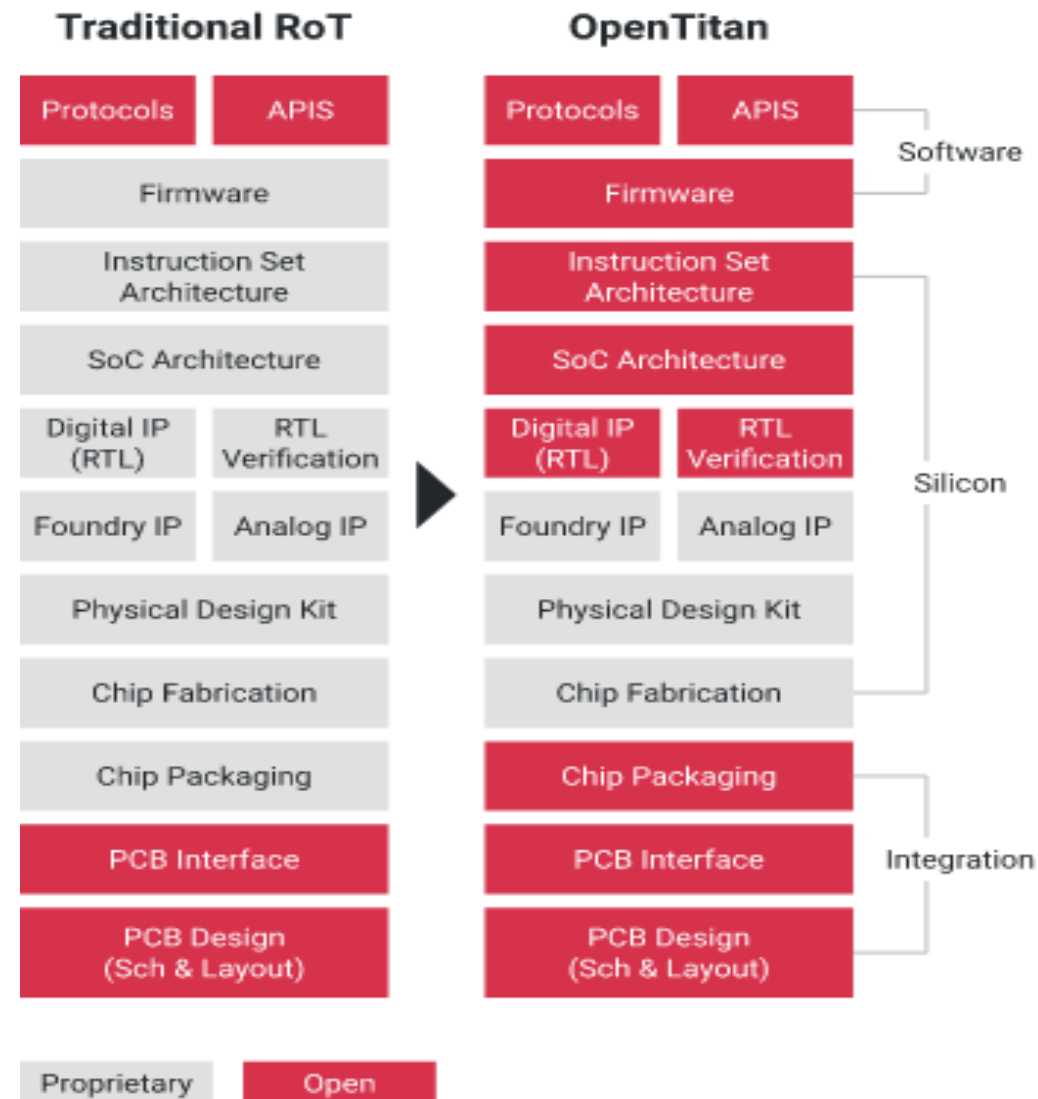 Traditional RoT
OpenTitan
Protocols
APIS
Firmware
Instruction Set
Architecture
SoC Architecture
Digital IP
(RTL)
RTL
Verification
Foundry IP
Analog IP
Physical Design Kit
Chip Fabrication
Chip Packaging
PCB Interface
PCB Design
(Sch & Layout)
Protocols
APIS
Firmware
Instruction Set
Architecture
SoC Architecture
Digital IP
(RTL)
RTL
Verification
Foundry IP
Analog IP
Physical Design Kit
Chip Fabrication
Chip Packaging
PCB Interface
PCB Design
(Sch & Layout)
Software
Silicon
Integration
Proprietary
Open